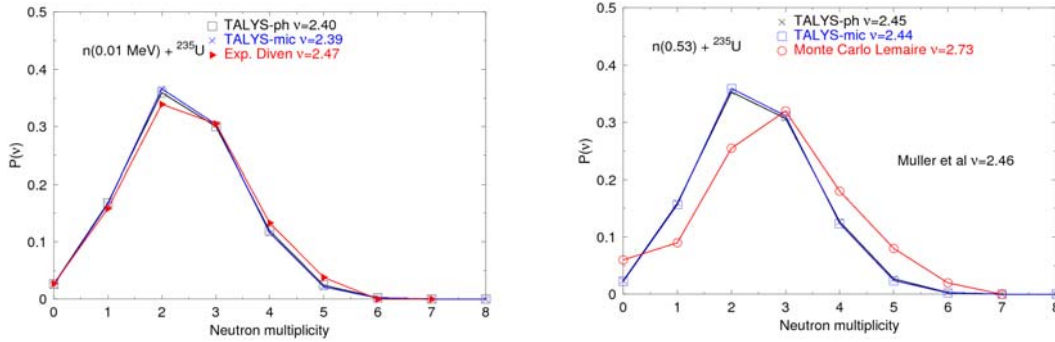 TALYS-ph ν=2.40
TALYS-mic ν=2.39
Exp. Diven ν=2.47
n(0.01 MeV) + ²³⁵U
0.5
0.4
0.3
0.2
0.1
0
P(ν)
0 1 2 3 4 5 6 7 8
Neutron multiplicity
TALYS-ph ν=2.45
TALYS-mic ν=2.44
Monte Carlo Lemaire ν=2.73
n(0.53) + ²³⁵U
Muller et al ν=2.46
0.5
0.4
0.3
0.2
0.1
0
P(ν)
0 1 2 3 4 5 6 7 8
Neutron multiplicity